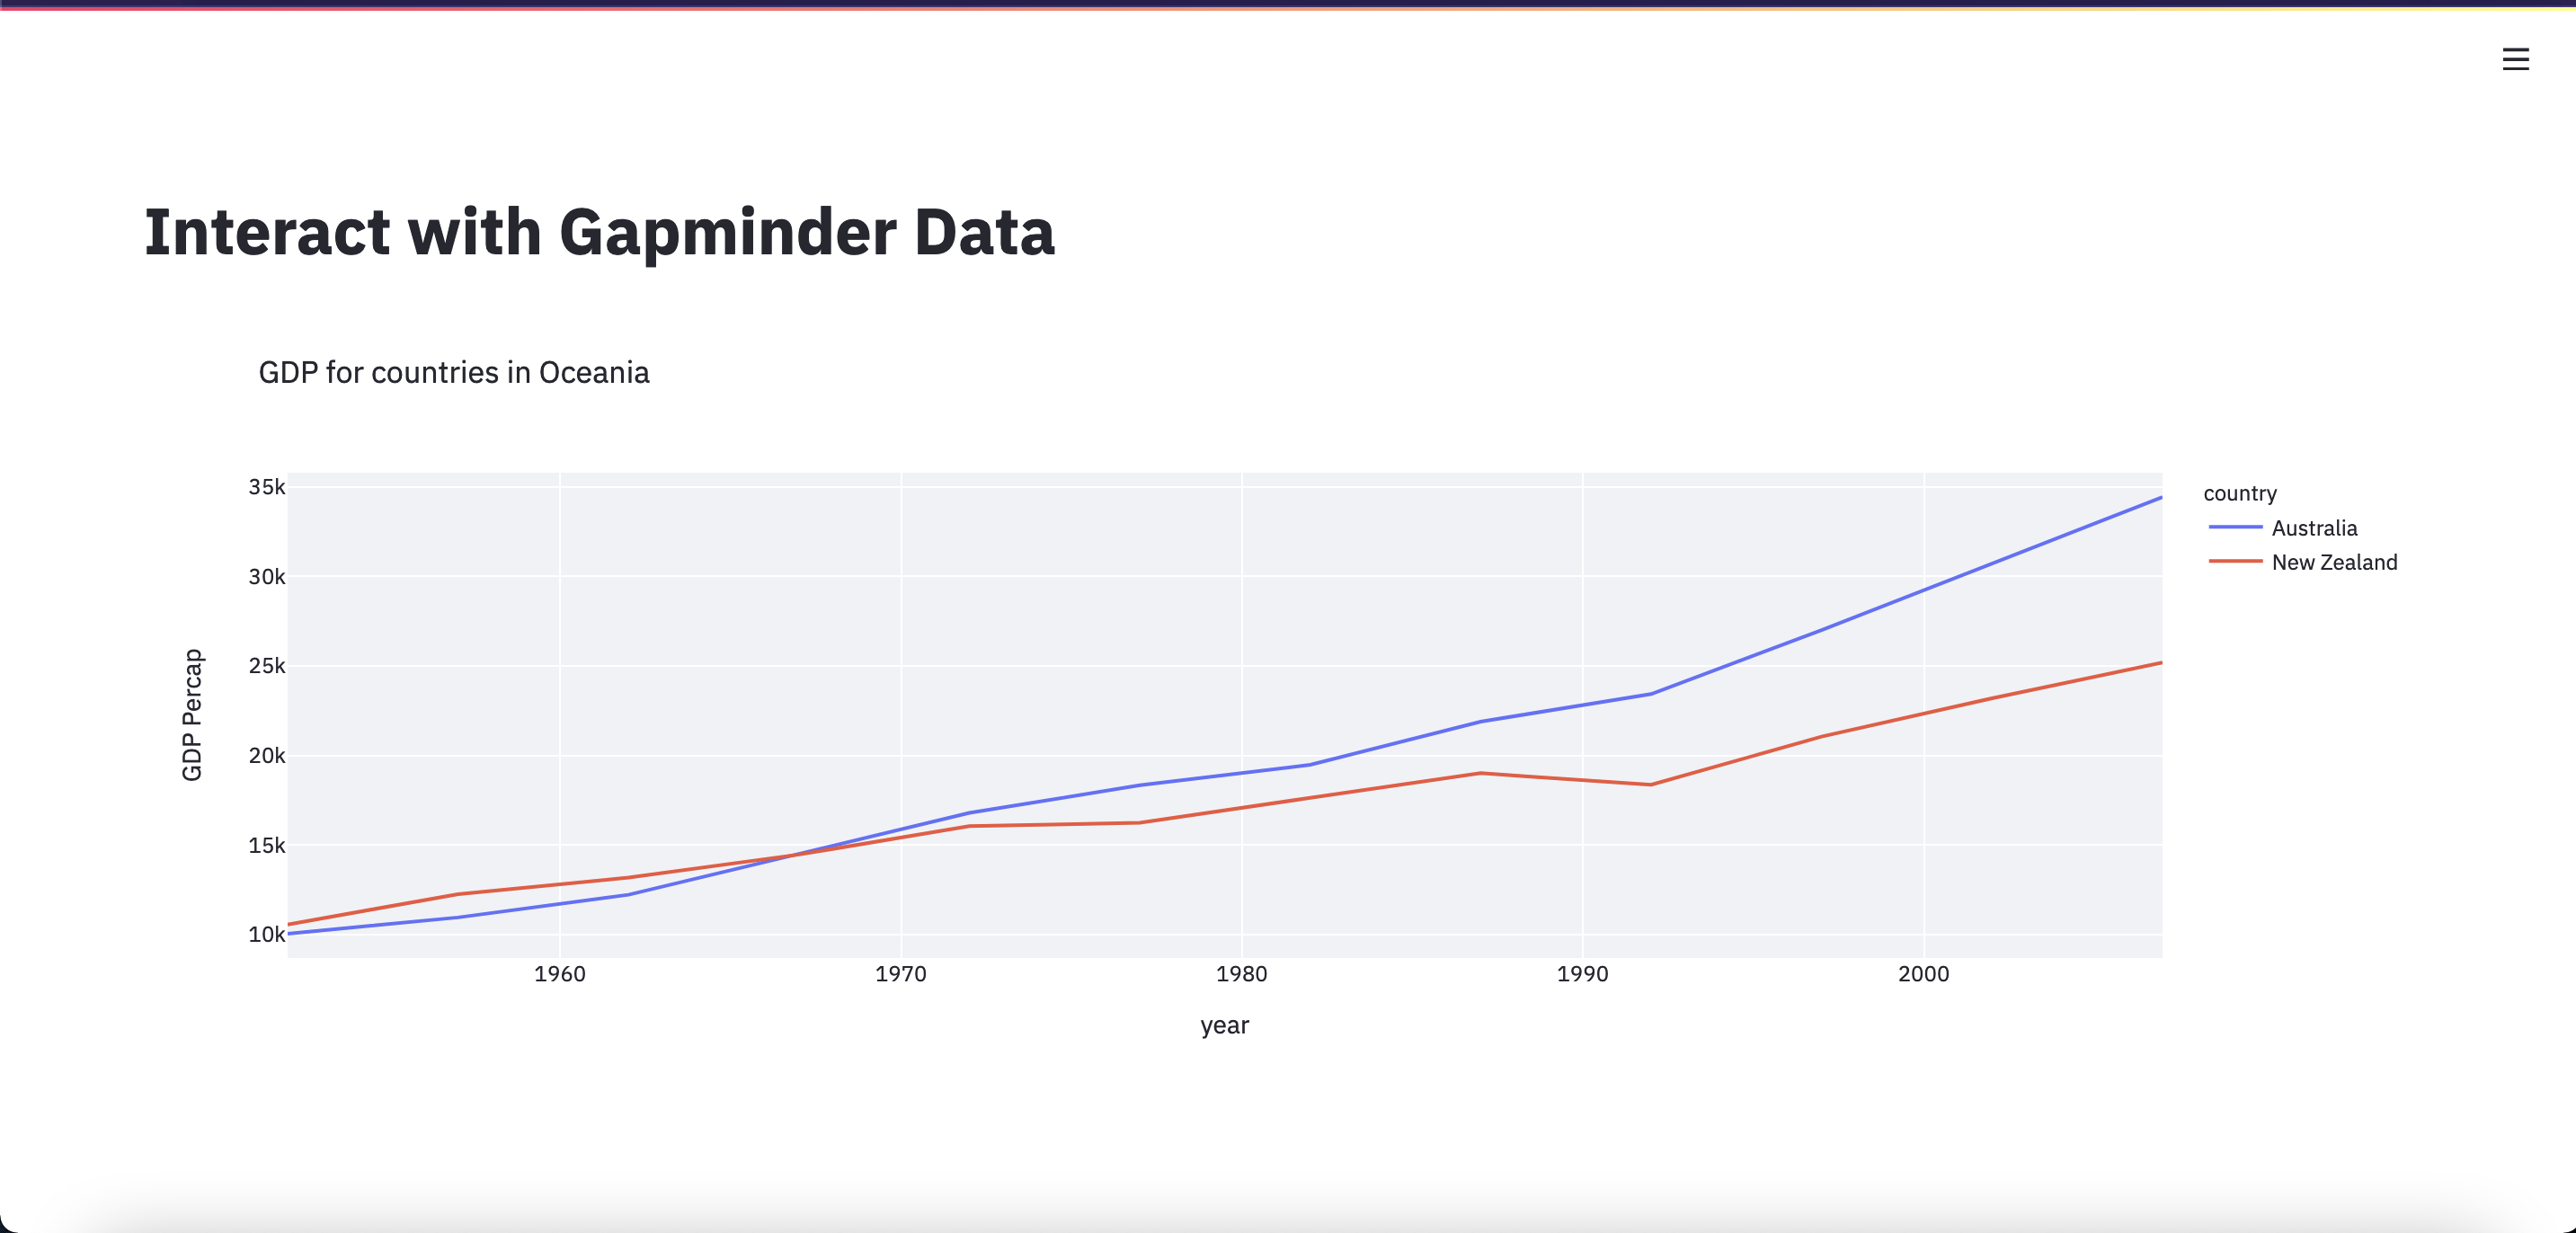 Interact with Gapminder Data
GDP for countries in Oceania
35k
30k
25k
20k
15k
10k
GDP Percap
1960 1970 1980 1990 2000
year
country
Australia
New Zealand